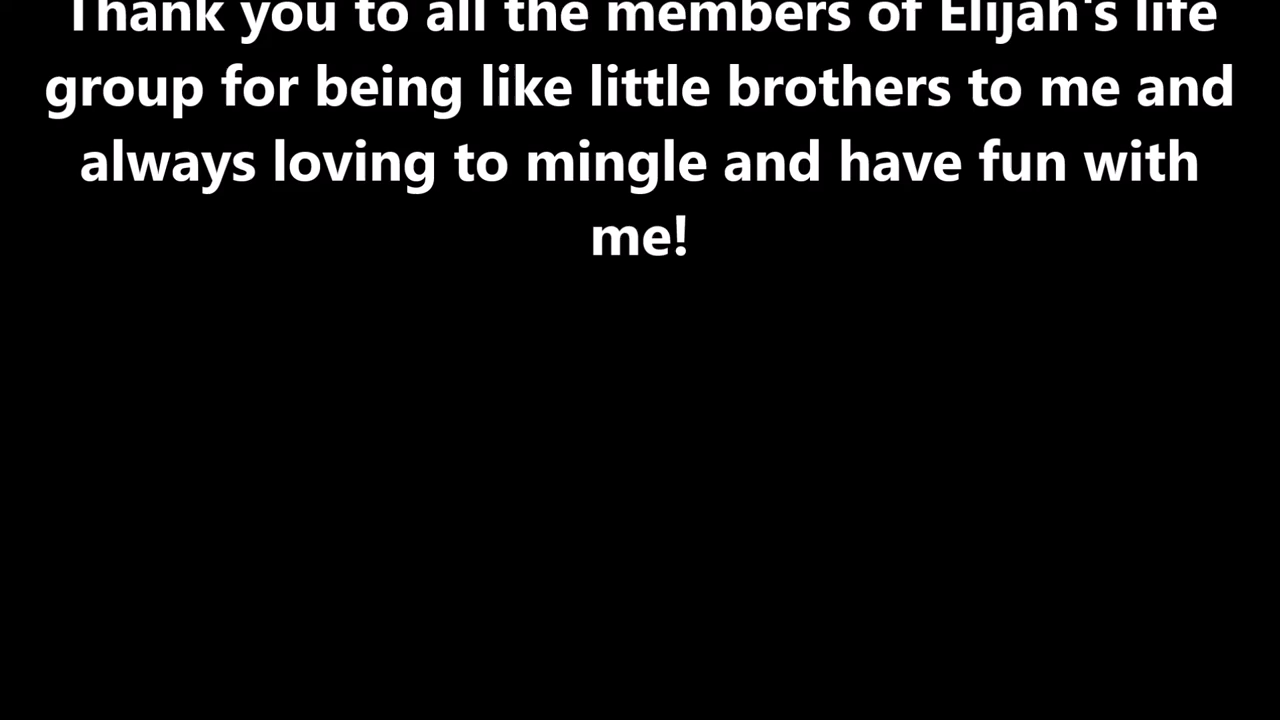 Thank you to all the members of Elijah's life
group for being like little brothers to me and
always loving to mingle and have fun with
me!